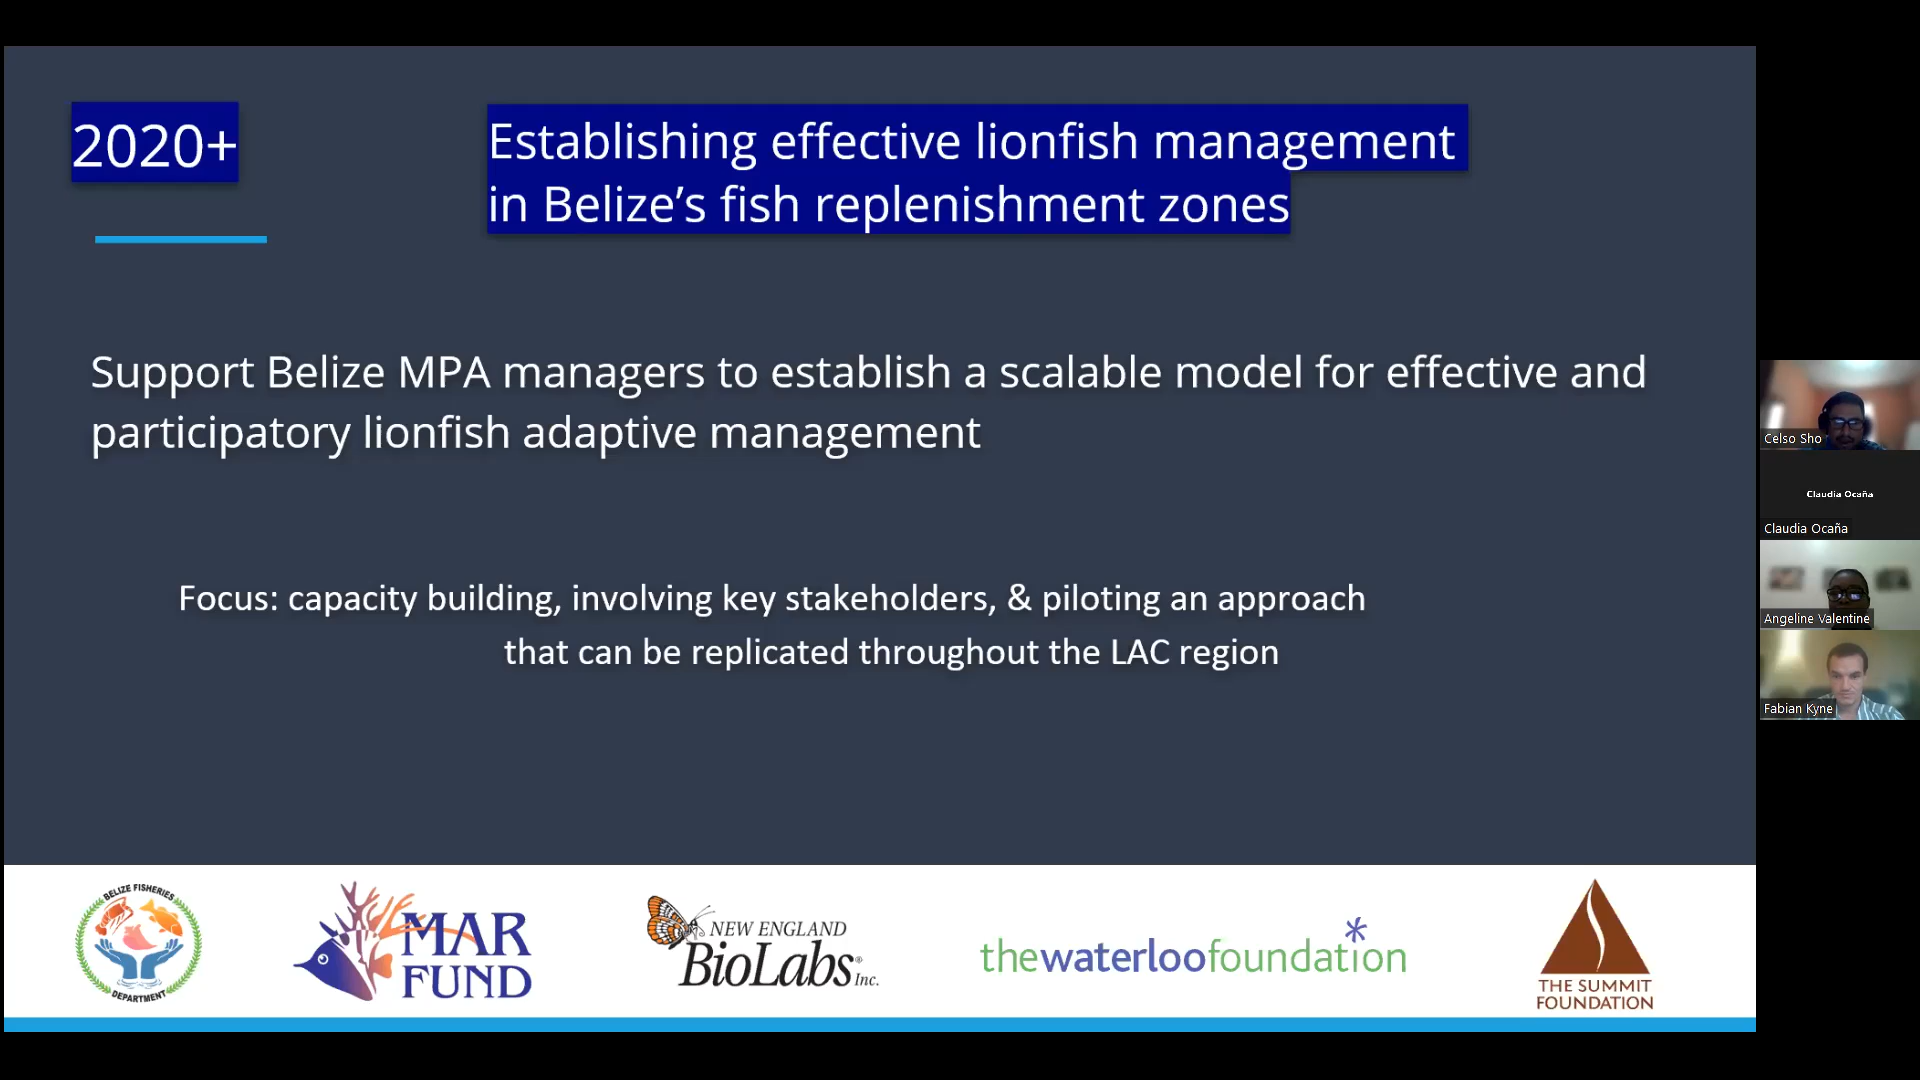 2020+
Establishing effective lionfish management
in Belize’s fish replenishment zones
Support Belize MPA managers to establish a scalable model for effective and
participatory lionfish adaptive management
Focus: capacity building, involving key stakeholders, & piloting an approach
that can be replicated throughout the LAC region
BELIZE FISHERIES
DEPARTMENT
MAR
FUND
NEW ENGLAND
BioLabs® Inc.
thewaterloofoundation
THE SUMMIT
FOUNDATION
Celso Sho
Claudia Ocaña
Claudia Ocaña
Angeline Valentine
Fabian Kyne